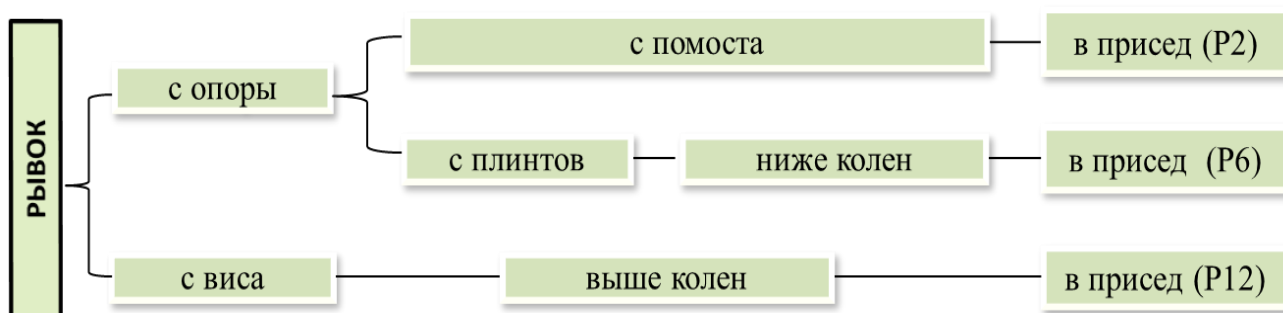 РЫВОК
с опоры
с помоста
в присед (Р2)
с плинтов
ниже колен
в присед (Р6)
с виса
выше колен
в присед (Р12)